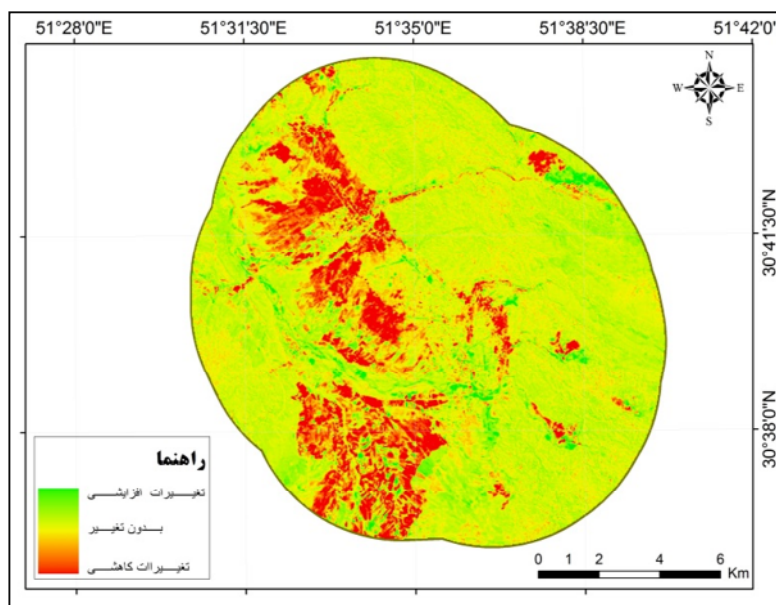 51°28'0"E 51°31'30"E 51°35'0"E 51°38'30"E 51°42'0"
N
W E
S
30°41'30"N
30°38'0"N
راهنما
تغییرات افزایشی
بدون تغییر
تغییراات کاهشی
0 1 2 4 6
Km